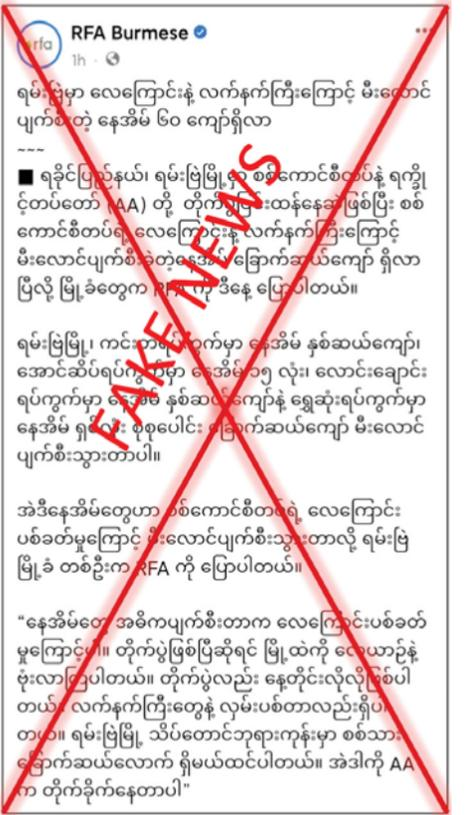 rfa
RFA Burmese
1h
ရမ်းဗြဲမှာ လေကြောင်းနဲ့ လက်နက်ကြီးကြောင့် မီးလောင်
ပျက်စီးတဲ့ နေအိမ် ၆၀ ကျော်ရှိလာ
~~~
■ ရခိုင်ပြည်နယ်၊ ရမ်းဗြဲမြို့မှာ စစ်ကောင်စီတပ်နဲ့ ရက္ခို
င့်တပ်တော် (AA) တို့ တိုက်ပွဲပြင်းထန်နေဆဲဖြစ်ပြီး စစ်
ကောင်စီတပ်ရဲ့ လေကြောင်းနဲ့ လက်နက်ကြီးကြောင့်
မီးလောင်ပျက်စီးခဲ့တဲ့နေအိမ် ခြောက်ဆယ်ကျော် ရှိလာ
ပြီလို့ မြို့ခံတွေက RFA ကို ဒီနေ့ ပြောပါတယ်။
ရမ်းဗြဲမြို့၊ ကင်းတာရပ်ကွက်မှာ နေအိမ် နှစ်ဆယ်ကျော်၊
အောင်ဆိပ်ရပ်ကွက်မှာ နေအိမ် ၁၅ လုံး၊ လောင်းချောင်း
ရပ်ကွက်မှာ နေအိမ် နှစ်ဆယ်ကျော်နဲ့ ရွှေဆုံးရပ်ကွက်မှာ
နေအိမ် ရှစ်လုံး စုစုပေါင်း ခြောက်ဆယ်ကျော် မီးလောင်
ပျက်စီးသွားတာပါ။
အဲဒီနေအိမ်တွေဟာ စစ်ကောင်စီတပ်ရဲ့ လေကြောင်း
ပစ်ခတ်မှုကြောင့် မီးလောင်ပျက်စီးသွားတာလို့ ရမ်းဗြဲ
မြို့ခံ တစ်ဦးက RFA ကို ပြောပါတယ်။
“နေအိမ်တွေ အဓိကပျက်စီးတာက လေကြောင်းပစ်ခတ်
မှုကြောင့်ပါ။ တိုက်ပွဲဖြစ်ပြီဆိုရင် မြို့ထဲကို လေယာဉ်နဲ့
ဗုံးလာကြဲပါတယ်။ တိုက်ပွဲလည်း နေ့တိုင်းလိုလိုဖြစ်ပါ
တယ်။ လက်နက်ကြီးတွေနဲ့ လှမ်းပစ်တာလည်းရှိပါ
တယ်။ ရမ်းဗြဲမြို့ သိပ်တောင်ဘုရားကုန်းမှာ စစ်သား
ခြောက်ဆယ်လောက် ရှိမယ်ထင်ပါတယ်။ အဲဒါကို AA
က တိုက်ခိုက်နေတာပါ”
FAKE NEWS